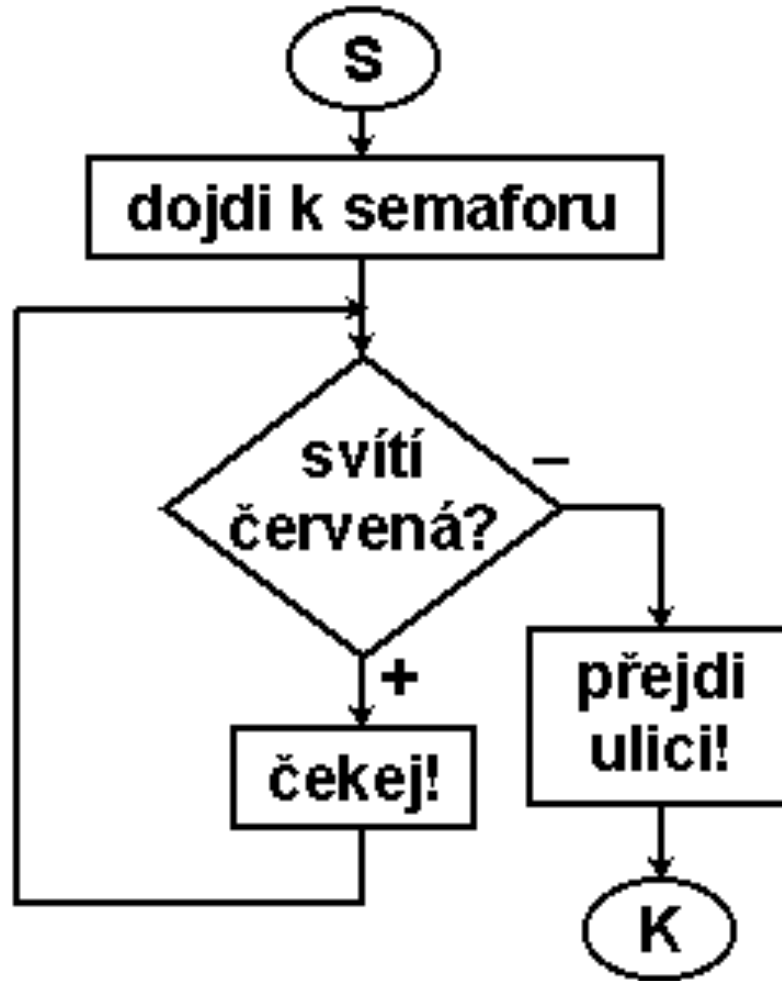 S
dojdi k semaforu
svítí
červená?
–
+
čekej!
přejdi
ulici!
K